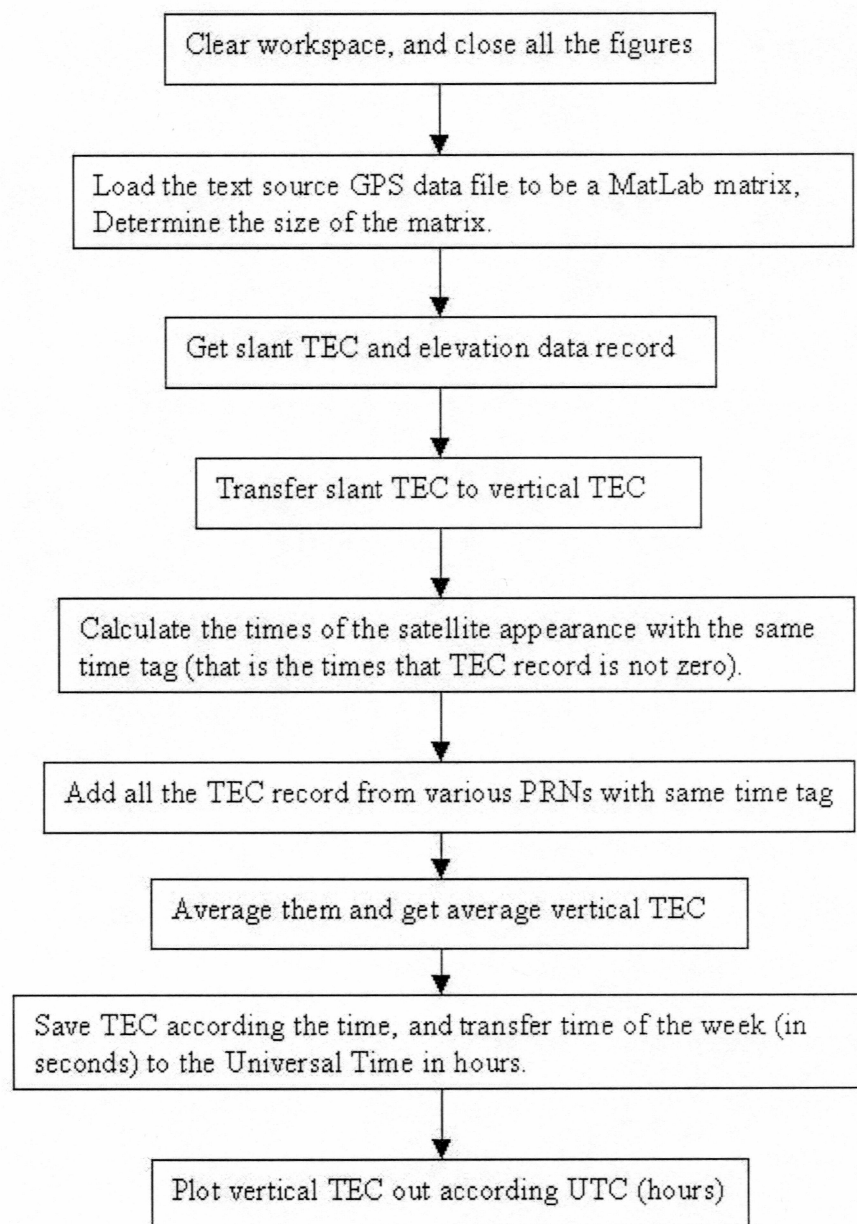 Clear workspace, and close all the figures
Load the text source GPS data file to be a MatLab matrix,
Determine the size of the matrix.
Get slant TEC and elevation data record
Transfer slant TEC to vertical TEC
Calculate the times of the satellite appearance with the same
time tag (that is the times that TEC record is not zero).
Add all the TEC record from various PRNs with same time tag
Average them and get average vertical TEC
Save TEC according the time, and transfer time of the week (in
seconds) to the Universal Time in hours.
Plot vertical TEC out according UTC (hours)